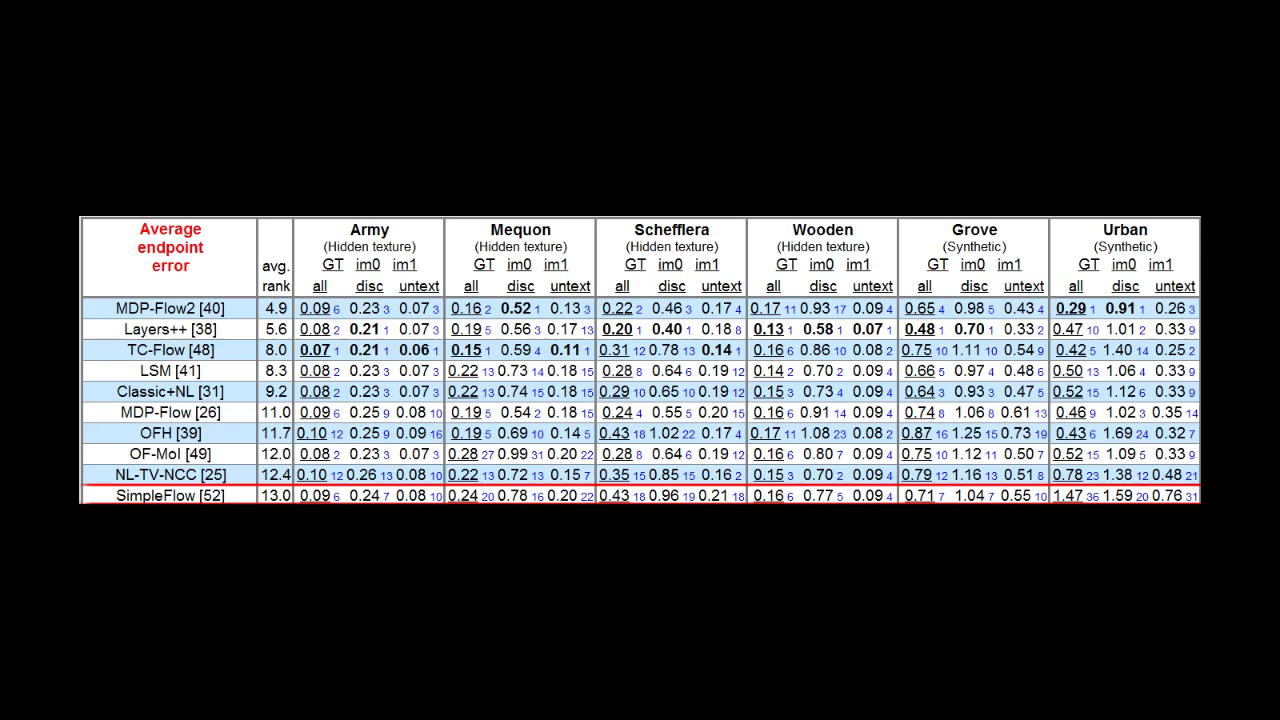 Average endpoint error avg. rank Army (Hidden texture) GT im0 im1 all disc untext Mequon (Hidden texture) GT im0 im1 all disc untext Schefflera (Hidden texture) GT im0 im1 all disc untext Wooden (Hidden texture) GT im0 im1 all disc untext Grove (Synthetic) GT im0 im1 all disc untext Urban (Synthetic) GT im0 im1 all disc untext
MDP-Flow2 [40] 4.9 0.09 6 0.23 3 0.07 3 0.16 2 0.52 1 0.13 3 0.22 2 0.46 3 0.17 4 0.17 11 0.93 17 0.09 4 0.65 4 0.98 5 0.43 4 0.29 1 0.91 1 0.26 3
Layers++ [38] 5.6 0.08 2 0.21 1 0.07 3 0.19 5 0.56 3 0.17 13 0.20 1 0.40 1 0.18 8 0.13 1 0.58 1 0.07 1 0.48 1 0.70 1 0.33 2 0.47 10 1.01 2 0.33 9
TC-Flow [48] 8.0 0.07 1 0.21 1 0.06 1 0.15 1 0.59 4 0.11 1 0.31 12 0.78 13 0.14 1 0.16 6 0.86 10 0.08 2 0.75 10 1.11 10 0.54 9 0.42 5 1.40 14 0.25 2
LSM [41] 8.3 0.08 2 0.23 3 0.07 3 0.22 13 0.73 14 0.18 15 0.28 8 0.64 6 0.19 12 0.14 2 0.70 2 0.09 4 0.66 5 0.97 4 0.48 6 0.50 13 1.06 4 0.33 9
Classic+NL [31] 9.2 0.08 2 0.23 3 0.07 3 0.22 13 0.74 15 0.18 15 0.29 10 0.65 10 0.19 12 0.15 3 0.73 4 0.09 4 0.64 3 0.93 3 0.47 5 0.52 15 1.12 6 0.33 9
MDP-Flow [26] 11.0 0.09 6 0.25 9 0.08 10 0.19 5 0.54 2 0.18 15 0.24 4 0.55 5 0.20 15 0.16 6 0.91 14 0.09 4 0.74 8 1.06 8 0.61 13 0.46 9 1.02 3 0.35 14
OFH [39] 11.7 0.10 12 0.25 9 0.09 16 0.19 5 0.69 10 0.14 5 0.43 18 1.02 22 0.17 4 0.17 11 1.08 23 0.08 2 0.87 16 1.25 15 0.73 19 0.43 6 1.69 24 0.32 7
OF-Mol [49] 12.0 0.08 2 0.23 3 0.07 3 0.28 27 0.99 31 0.20 22 0.28 8 0.64 6 0.19 12 0.16 6 0.80 7 0.09 4 0.75 10 1.12 11 0.50 7 0.52 15 1.09 5 0.33 9
NL-TV-NCC [25] 12.4 0.10 12 0.26 13 0.08 10 0.22 13 0.72 13 0.15 7 0.35 15 0.85 15 0.16 2 0.15 3 0.70 2 0.09 4 0.79 12 1.16 13 0.51 8 0.78 23 1.38 12 0.48 21
SimpleFlow [52] 13.0 0.09 6 0.24 7 0.08 10 0.24 20 0.78 16 0.20 22 0.43 18 0.96 19 0.21 18 0.16 6 0.77 5 0.09 4 0.71 7 1.04 7 0.55 10 1.47 36 1.59 20 0.76 31